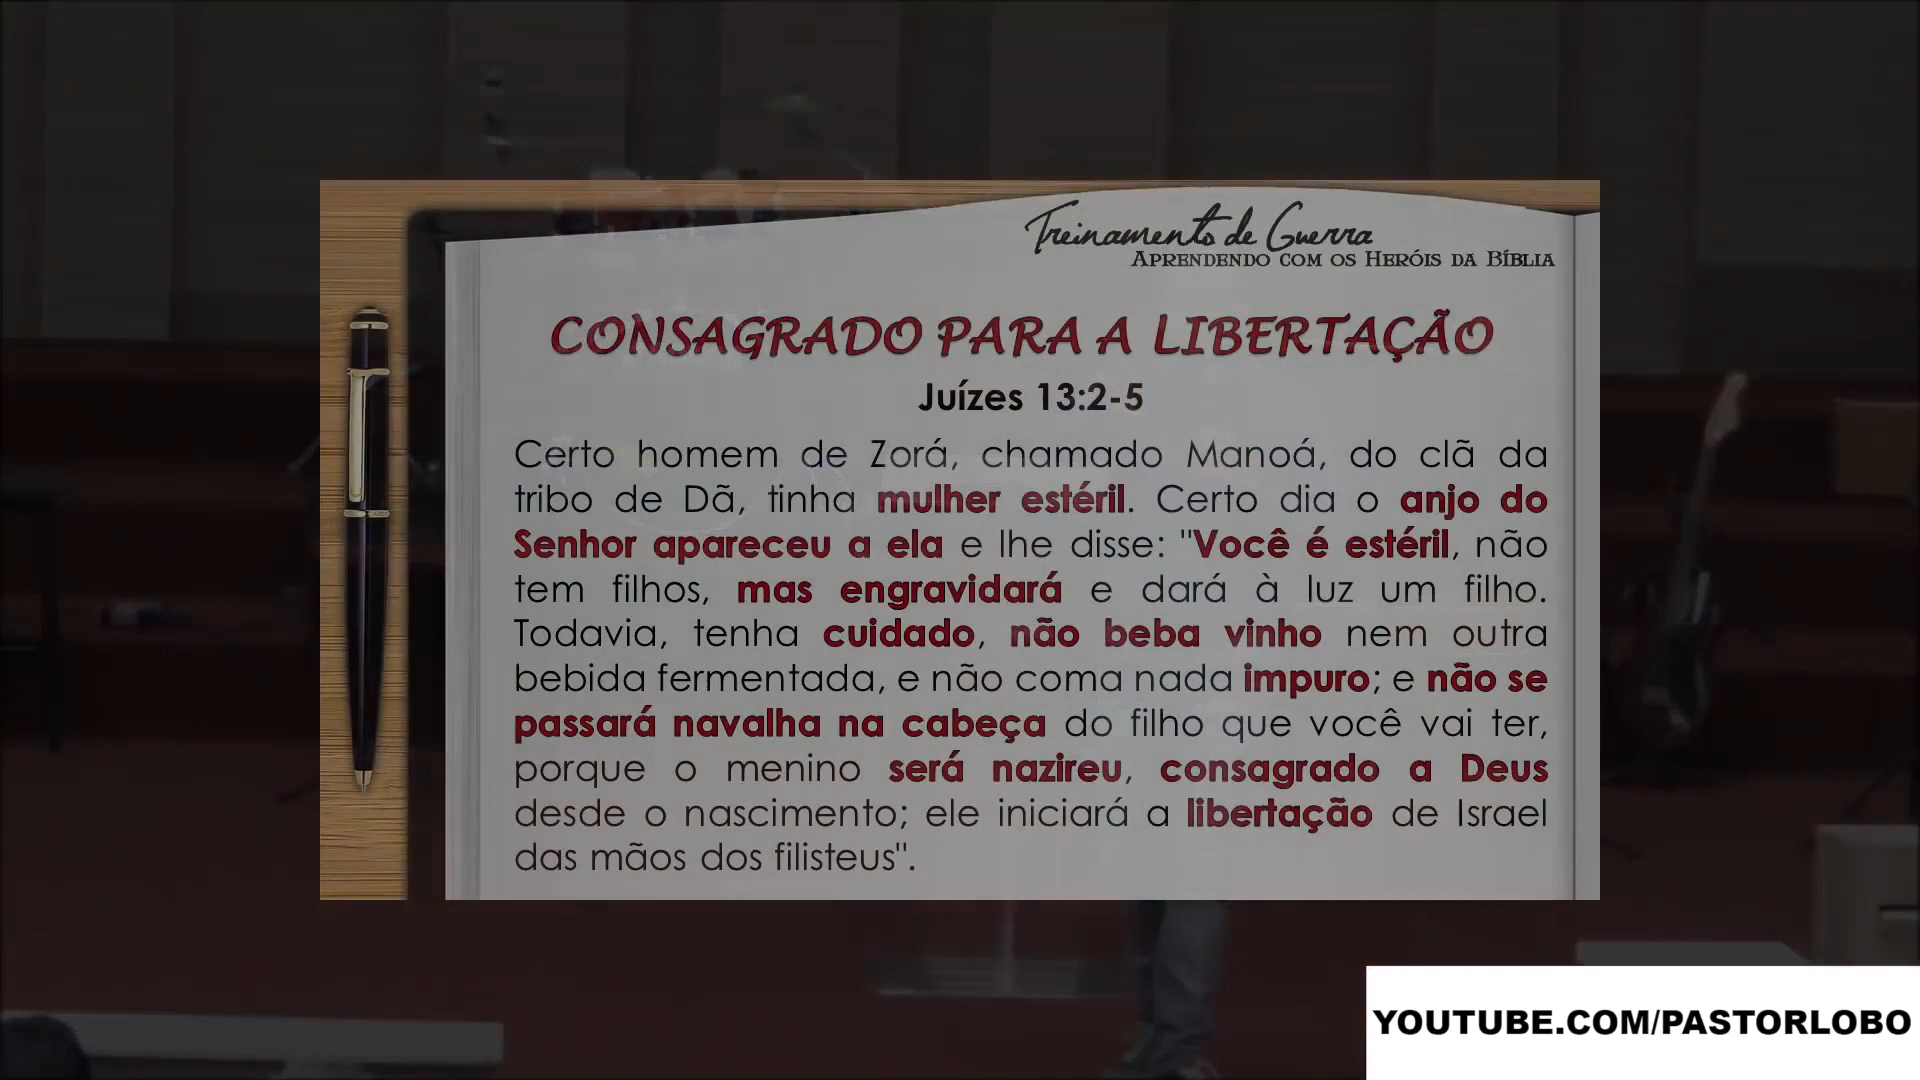 Treinamento de Guerra
Aprendendo com os Heróis da Bíblia
CONSAGRADO PARA A LIBERTAÇÃO
Juízes 13:2-5
Certo homem de Zorá, chamado Manoá, do clã da
tribo de Dã, tinha mulher estéril. Certo dia o anjo do
Senhor apareceu a ela e lhe disse: "Você é estéril, não
tem filhos, mas engravidará e dará à luz um filho.
Todavia, tenha cuidado, não beba vinho nem outra
bebida fermentada, e não coma nada impuro; e não se
passará navalha na cabeça do filho que você vai ter,
porque o menino será nazireu, consagrado a Deus
desde o nascimento; ele iniciará a libertação de Israel
das mãos dos filisteus".
YOUTUBE.COM/PASTORLOBO